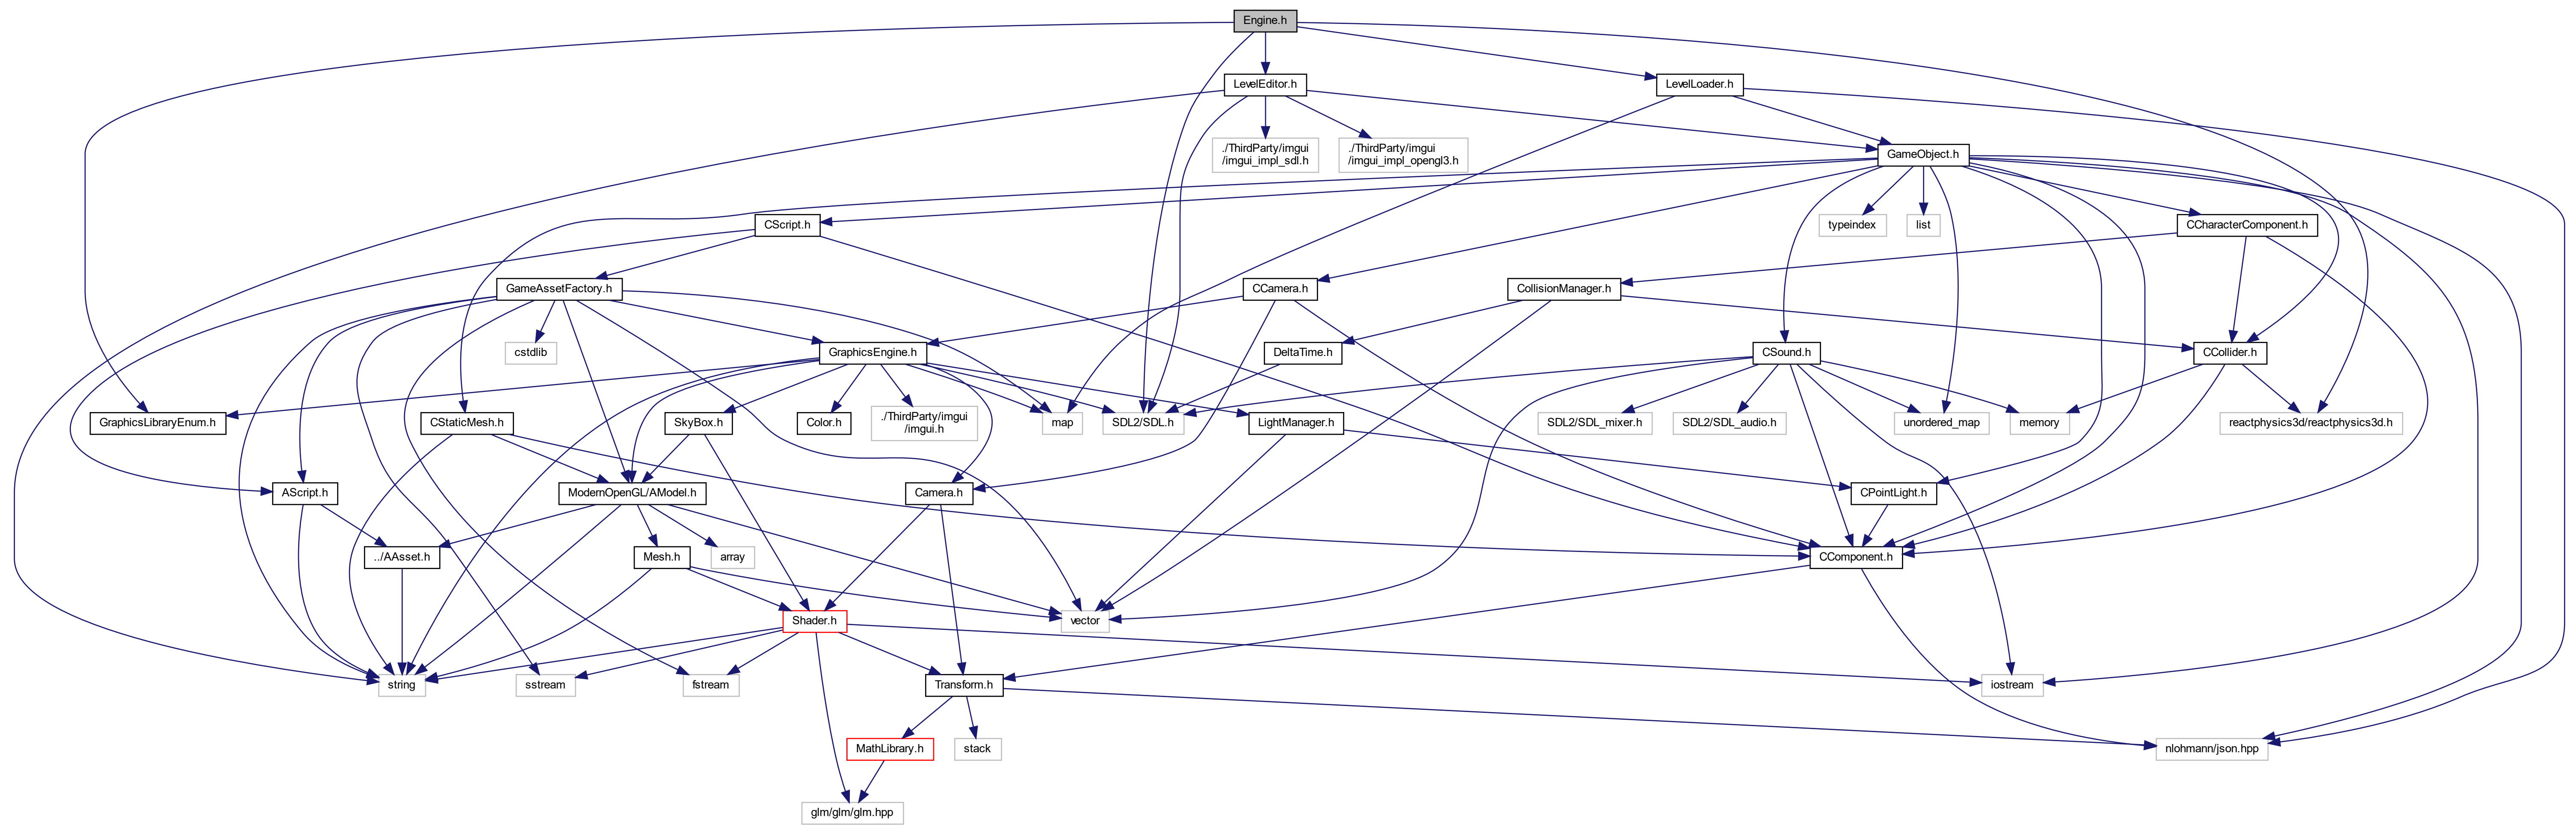 Engine.h
LevelEditor.h
LevelLoader.h
./ThirdParty/imgui
/imgui_impl_sdl.h
./ThirdParty/imgui
/imgui_impl_opengl3.h
GameObject.h
CScript.h
typeindex
list
CCharacterComponent.h
GameAssetFactory.h
CCamera.h
CollisionManager.h
cstdlib
GraphicsEngine.h
DeltaTime.h
CSound.h
CCollider.h
GraphicsLibraryEnum.h
CStaticMesh.h
SkyBox.h
Color.h
./ThirdParty/imgui
/imgui.h
map
SDL2/SDL.h
LightManager.h
SDL2/SDL_mixer.h
SDL2/SDL_audio.h
unordered_map
memory
reactphysics3d/reactphysics3d.h
AScript.h
ModernOpenGL/AModel.h
Camera.h
CPointLight.h
../AAsset.h
Mesh.h
array
CComponent.h
Shader.h
vector
string
sstream
fstream
Transform.h
iostream
MathLibrary.h
stack
nlohmann/json.hpp
glm/glm/glm.hpp